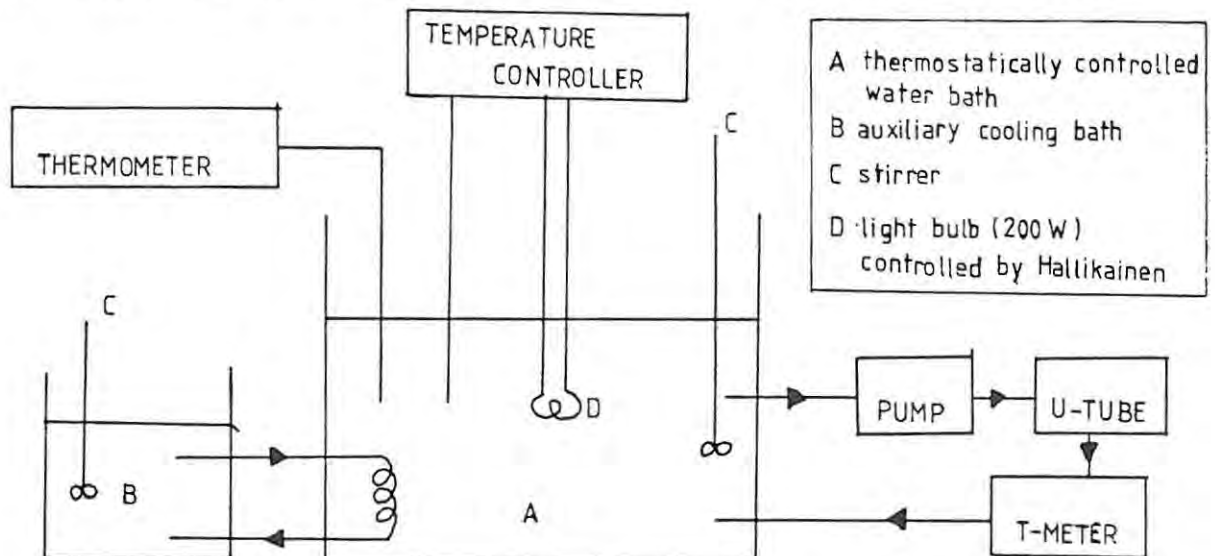 TEMPERATURE
CONTROLLER
THERMOMETER
C
A thermostatically controlled
water bath
B auxiliary cooling bath
C stirrer
D light bulb (200 W)
controlled by Hallikainen
C
D
B
A
PUMP
U-TUBE
T-METER